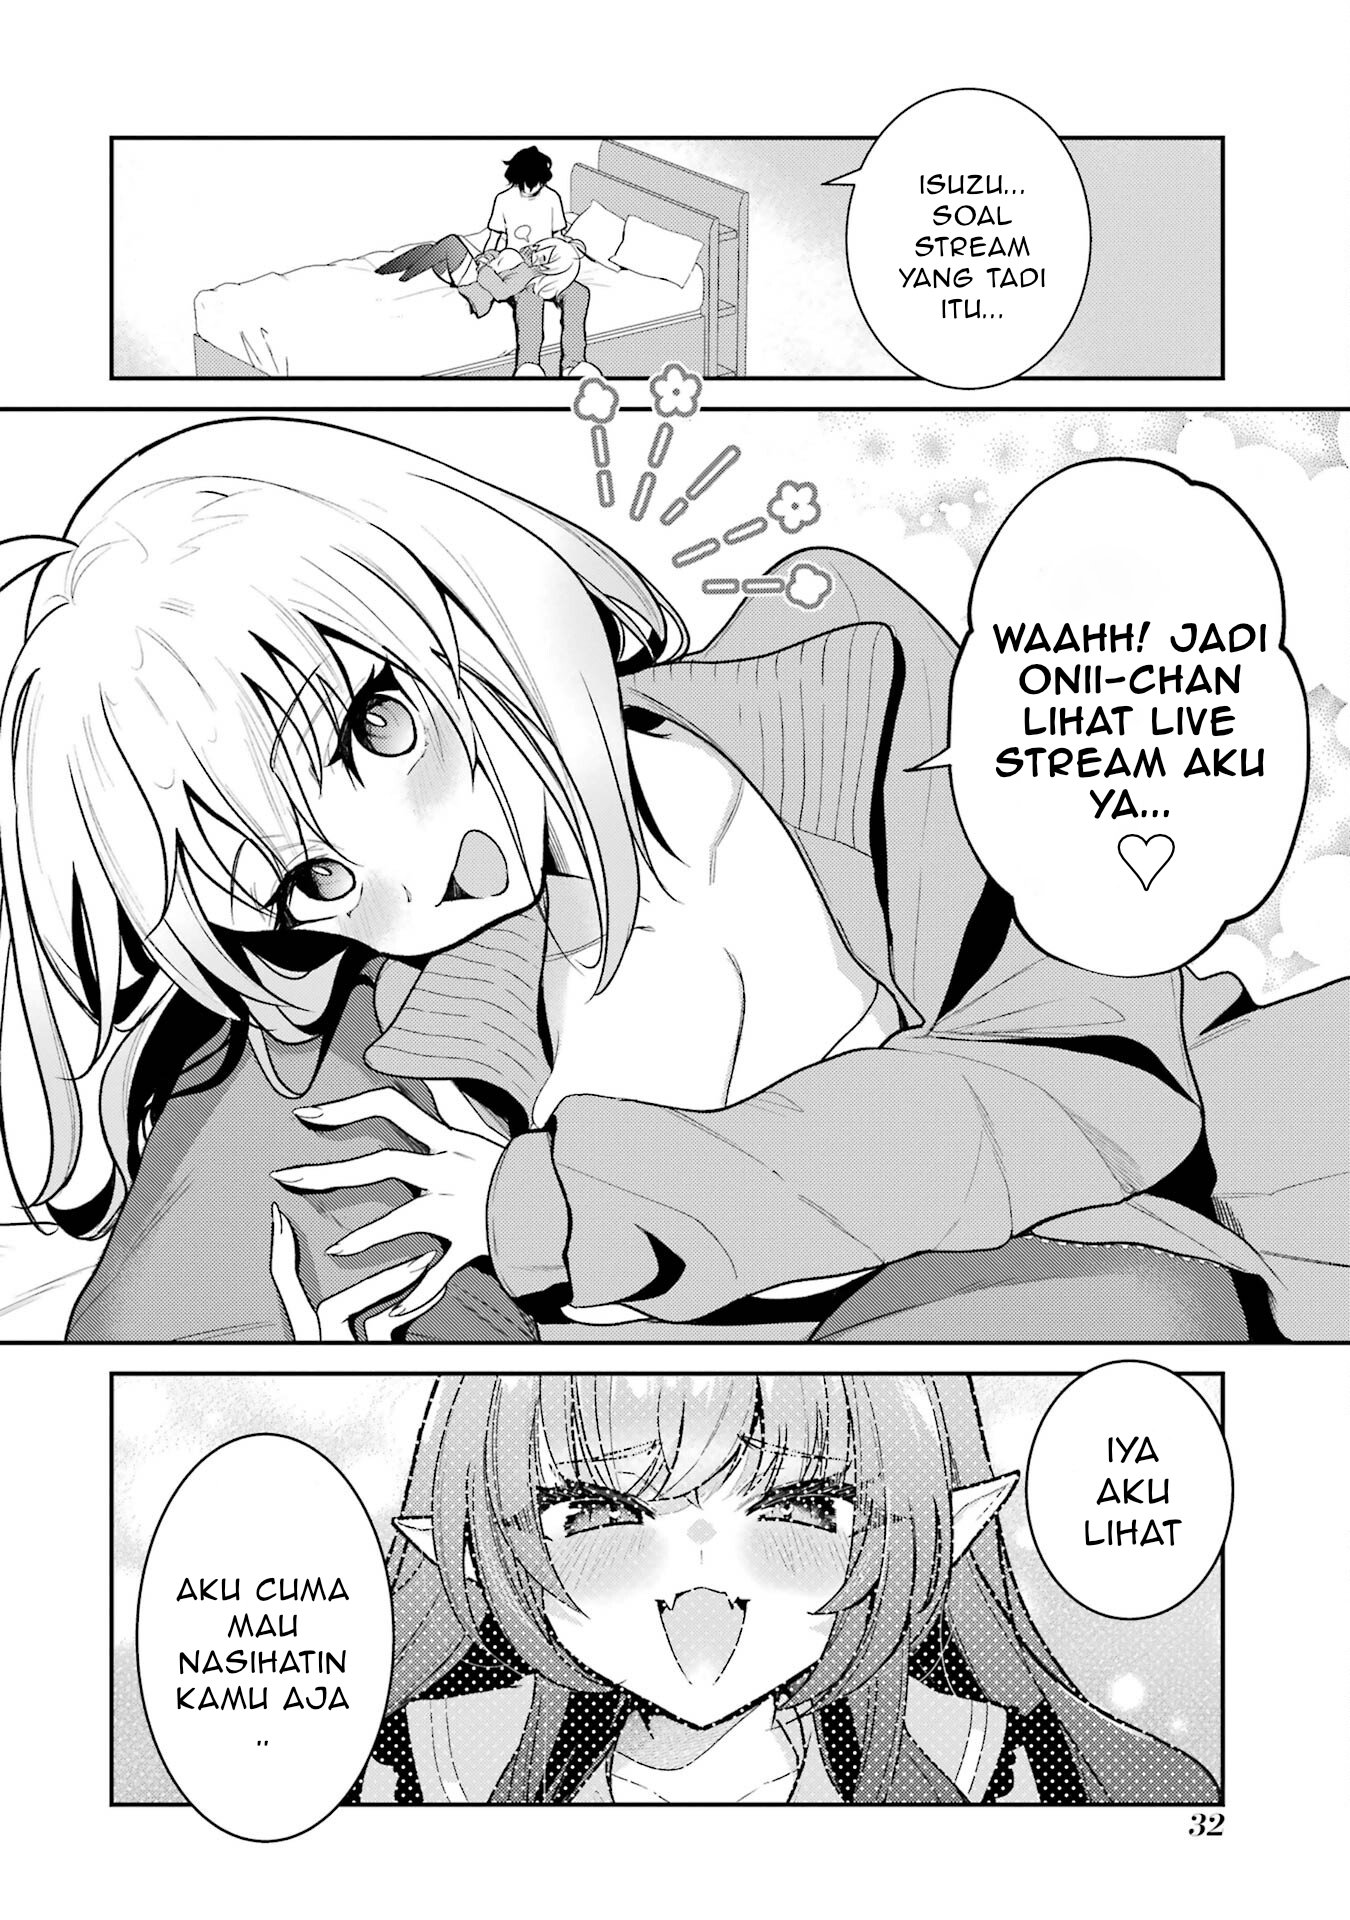 ISUZU...
SOAL
STREAM
YANG TADI
ITU...
WAAHH! JADI
ONII-CHAN
LIHAT LIVE
STREAM AKU
YA...
♡
IYA
AKU
LIHAT
AKU CUMA
MAU
NASIHATIN
KAMU AJA
..
32